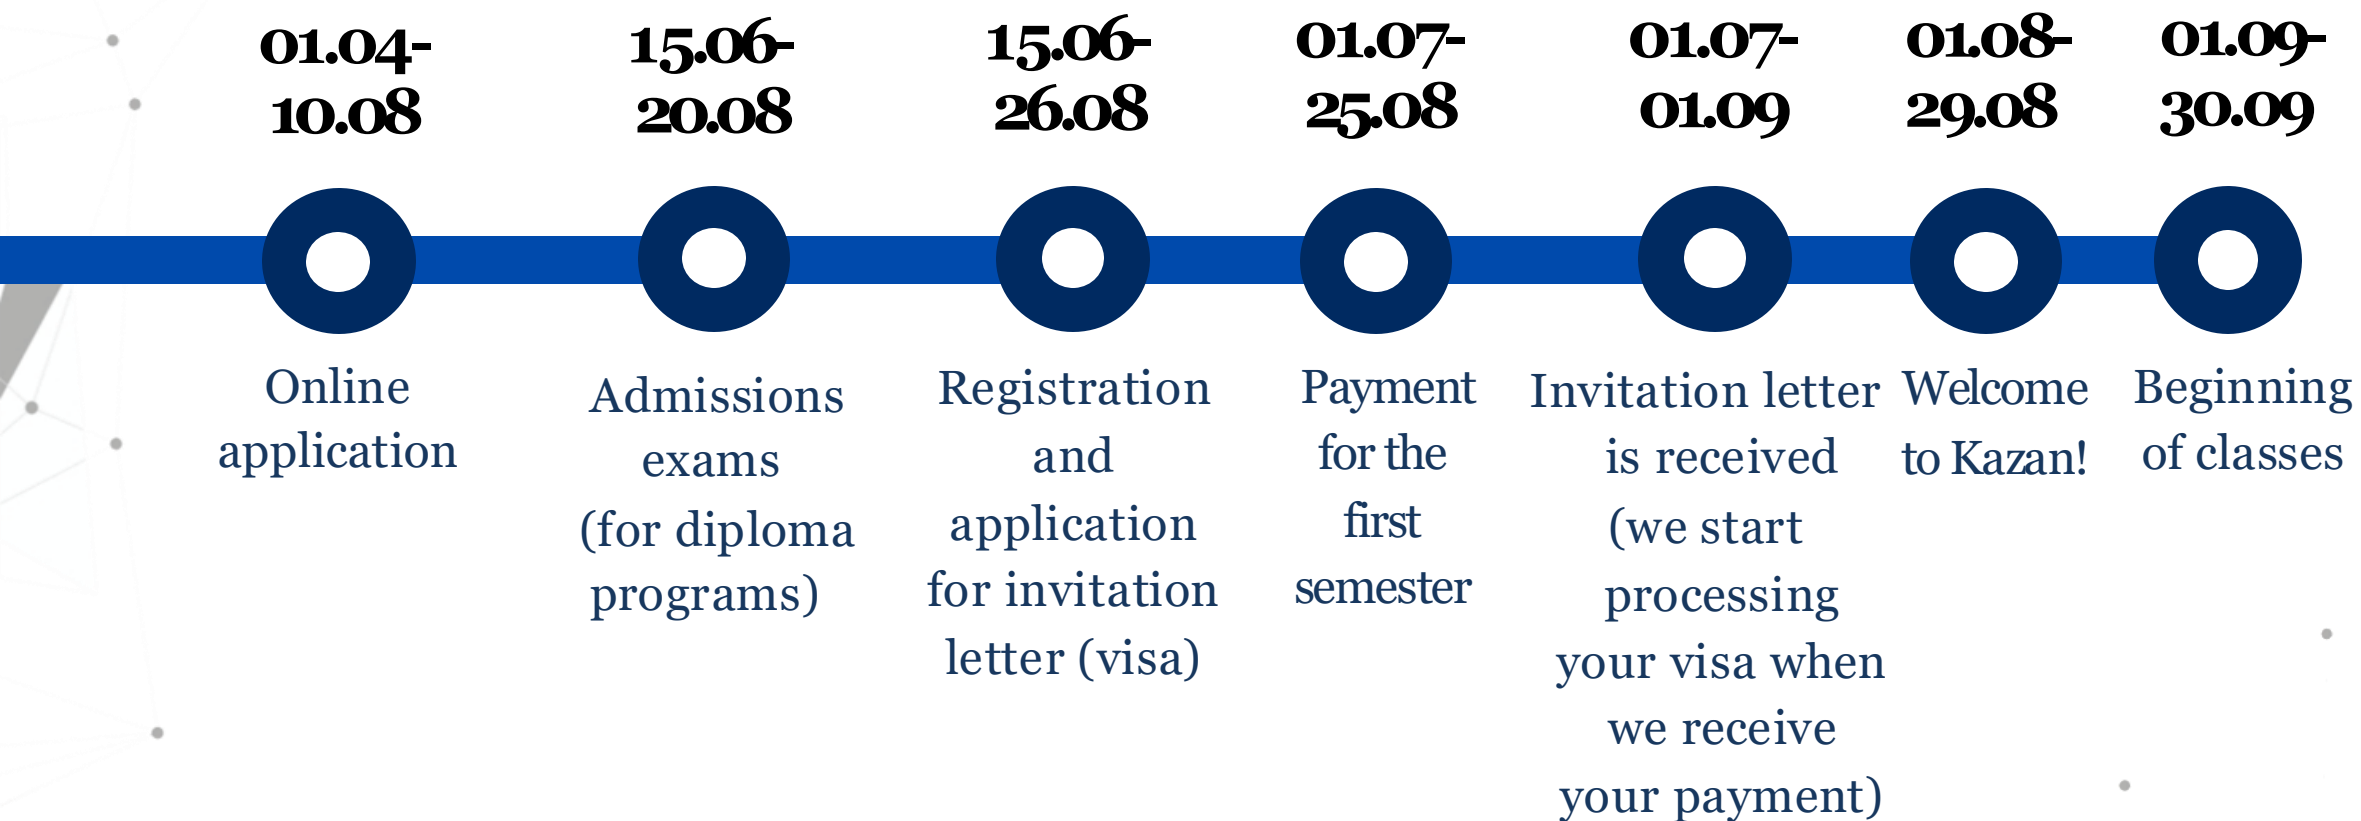 01.04-
10.08
15.06-
20.08
15.06-
26.08
01.07-
25.08
01.07-
01.09
01.08-
29.08
01.09-
30.09
Online
application
Admissions
exams
(for diploma
programs)
Registration
and
application
for invitation
letter (visa)
Payment
for the
first
semester
Invitation letter
is received
(we start
processing
your visa when
we receive
your payment)
Welcome
to Kazan!
Beginning
of classes